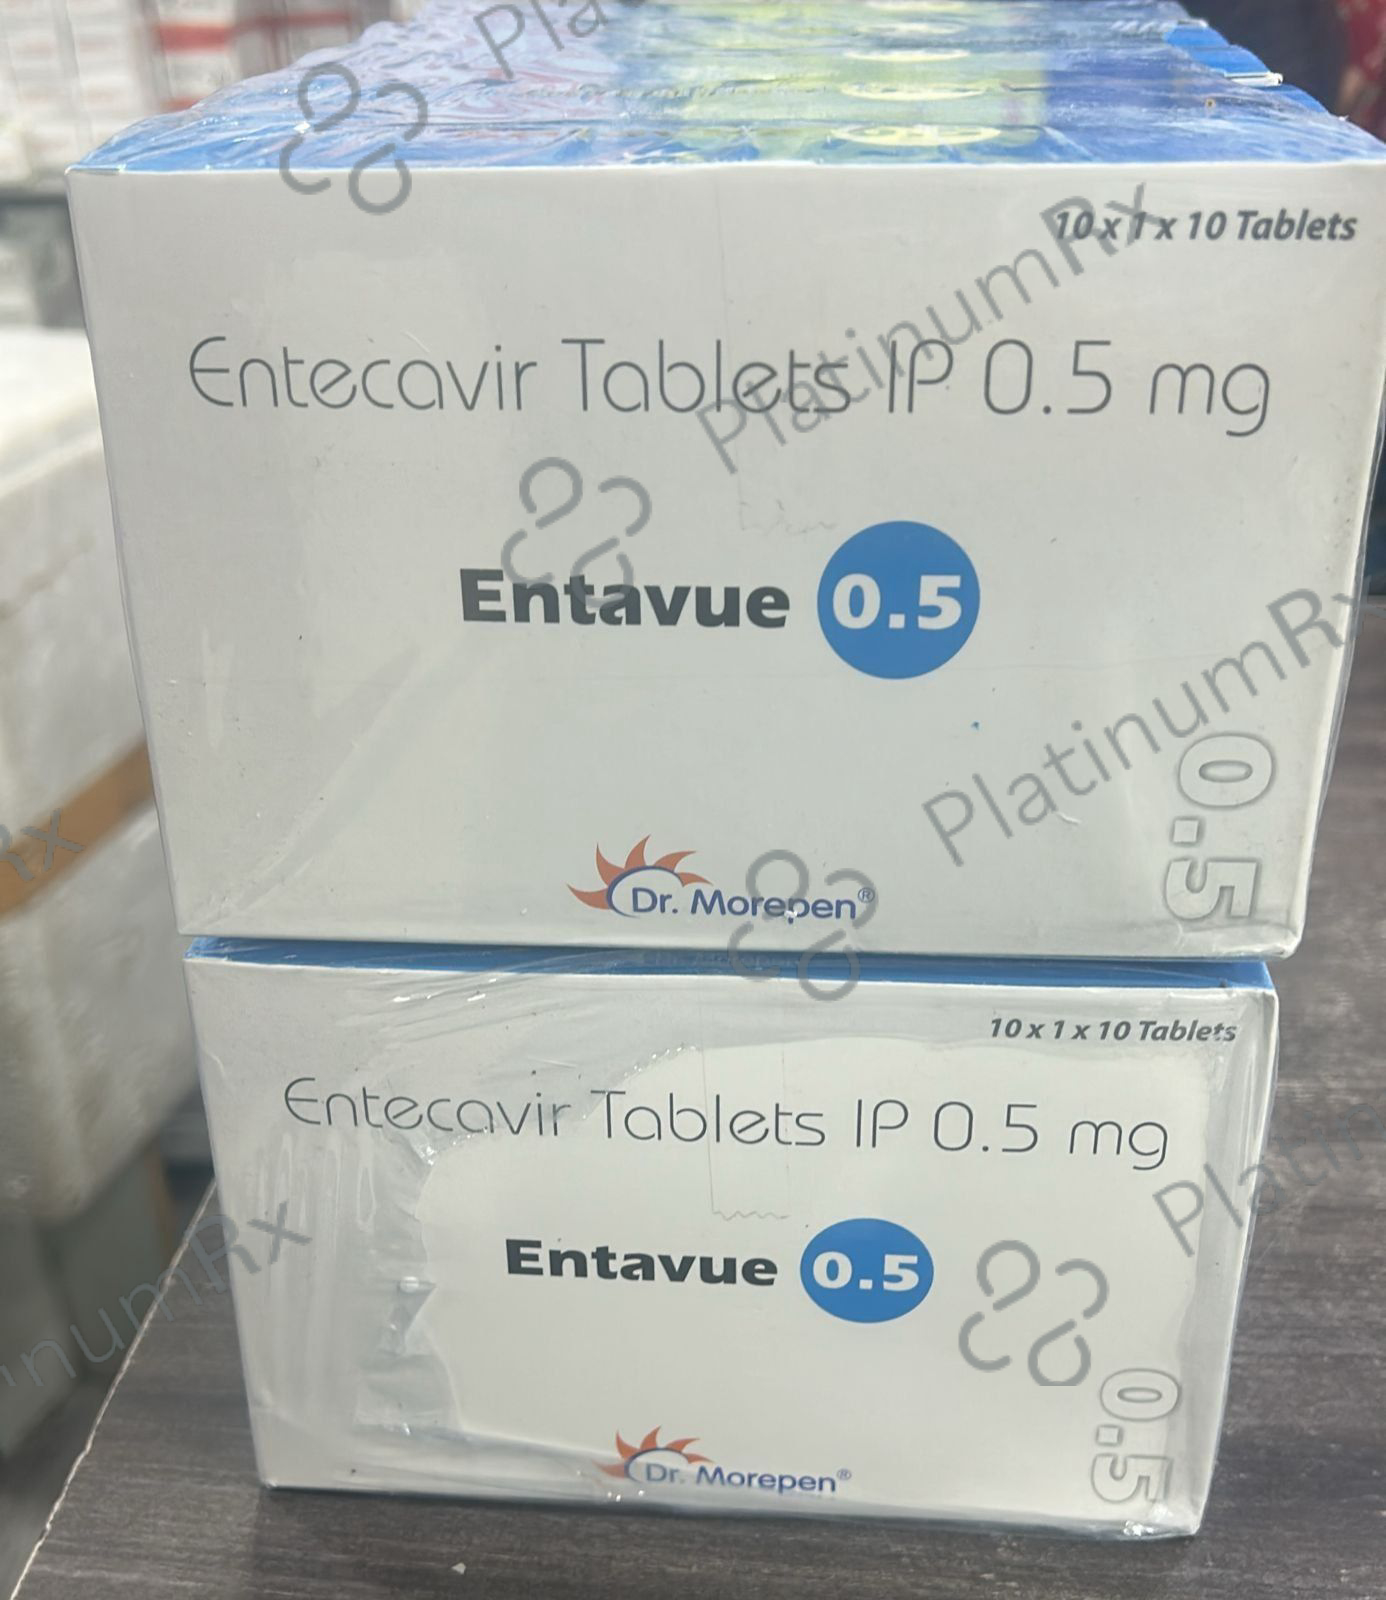 10 x 1 x 10 Tablets
Entecavir Tablets IP 0.5 mg
Entavue 0.5
0.5
Dr. Morepen®
10 x 1 x 10 Tablets
Entecavir Tablets IP 0.5 mg
Entavue 0.5
0.5
Dr. Morepen®
PlatinumRx
PlatinumRx